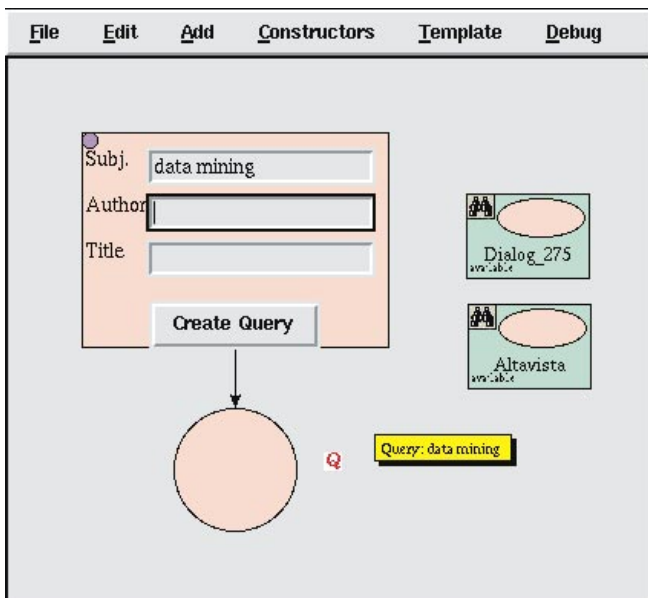 File Edit Add Constructors Template Debug
Subj. data mining
Author
Title
Create Query
Dialog_275
available
Altavista
available
Q
Query: data mining